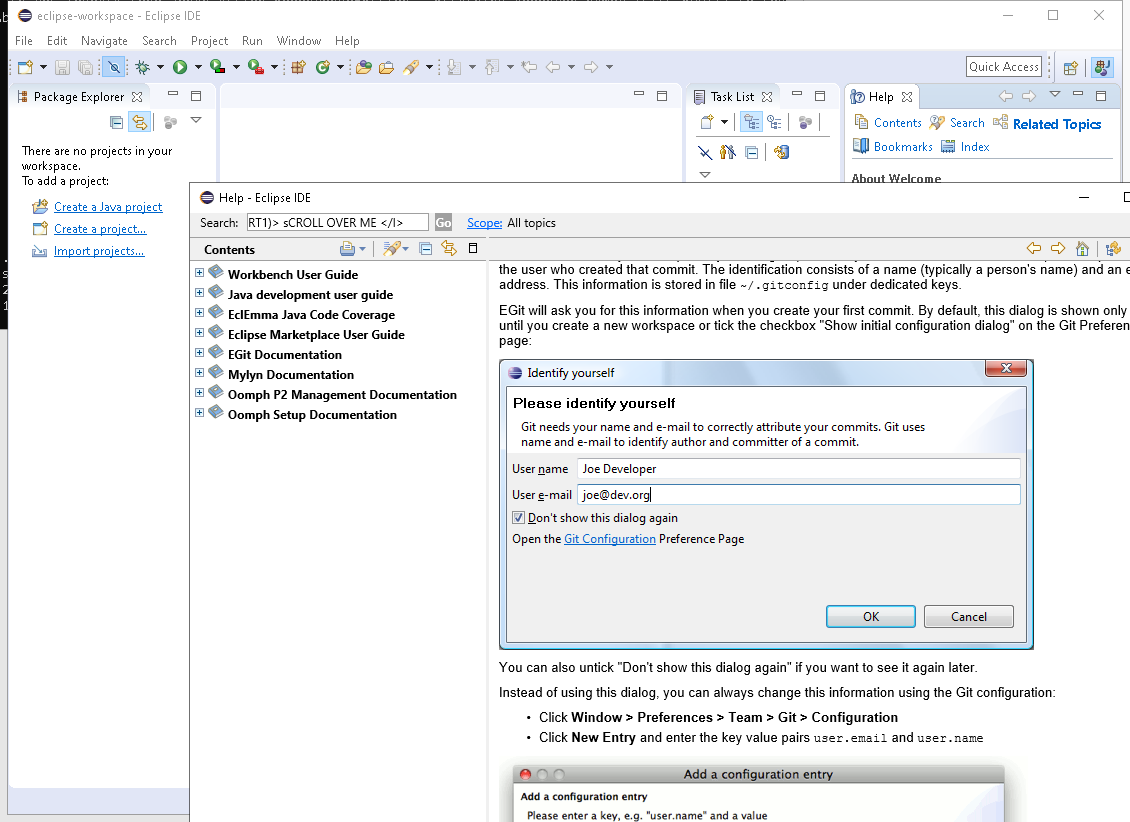 eclipse-workspace - Eclipse IDE
File Edit Navigate Search Project Run Window Help
Quick Access
Package Explorer
There are no projects in your
workspace.
To add a project:
Create a Java project
Create a project...
Import projects...
Task List
Help
Contents Search Related Topics
Bookmarks Index
About Welcome
Help - Eclipse IDE
Search: RT1)> sCROLL OVER ME </I> Go Scope: All topics
Contents
Workbench User Guide
Java development user guide
EclEmma Java Code Coverage
Eclipse Marketplace User Guide
EGit Documentation
Mylyn Documentation
Oomph P2 Management Documentation
Oomph Setup Documentation
the user who created that commit. The identification consists of a name (typically a person's name) and an e
address. This information is stored in file ~/.gitconfig under dedicated keys.
EGit will ask you for this information when you create your first commit. By default, this dialog is shown only
until you create a new workspace or tick the checkbox "Show initial configuration dialog" on the Git Preferen
page:
Identify yourself
Please identify yourself
Git needs your name and e-mail to correctly attribute your commits. Git uses
name and e-mail to identify author and committer of a commit.
User name Joe Developer
User e-mail joe@dev.org
Don't show this dialog again
Open the Git Configuration Preference Page
OK Cancel
You can also untick "Don't show this dialog again" if you want to see it again later.
Instead of using this dialog, you can always change this information using the Git configuration:
• Click Window > Preferences > Team > Git > Configuration
• Click New Entry and enter the key value pairs user.email and user.name
Add a configuration entry
Add a configuration entry
Please enter a key, e.g. "user.name" and a value